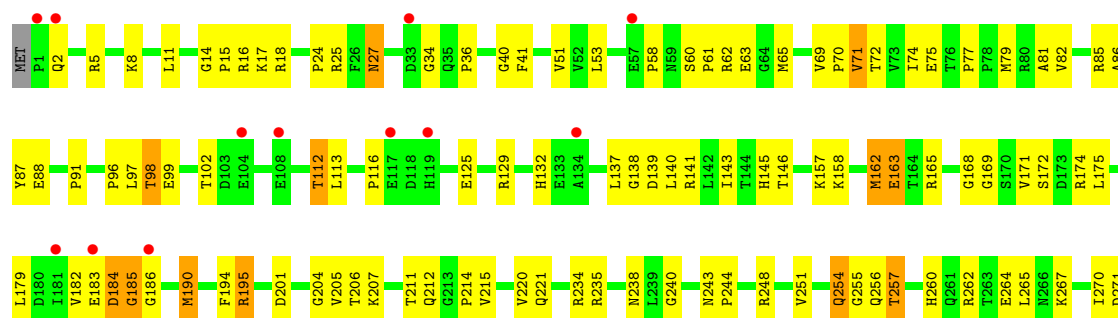 MET P1 Q2 R5 K8 L11 G14 P15 R16 K17 R18 P24 R25 F26 N27 D33 G34 Q35 P36 G40 F41 V51 V52 L53 E57 P58 N59 S60 P61 R62 E63 G64 M65 V69 P70 V71 T72 V73 I74 E75 T76 P77 P78 M79 R80 A81 V82 R85
Y87 E88 P91 P96 L97 T98 E99 T102 D103 E104 E108 T112 L113 P116 E117 D118 H119 E125 R129 H132 E133 A134 L137 G138 D139 L140 R141 L142 I143 T144 H145 T146 K157 K158 M162 E163 T164 R165 G168 G169 S170 V171 S172 D173 R174 L175
L179 D180 I181 V182 E183 D184 G185 G186 M190 F194 R195 D201 G204 V205 T206 K207 T211 Q212 G213 P214 V215 V220 Q221 R234 R235 N238 L239 G240 N243 P244 R248 V251 Q254 G255 Q256 T257 H260 Q261 R262 T263 E264 L265 N266 K267 I270